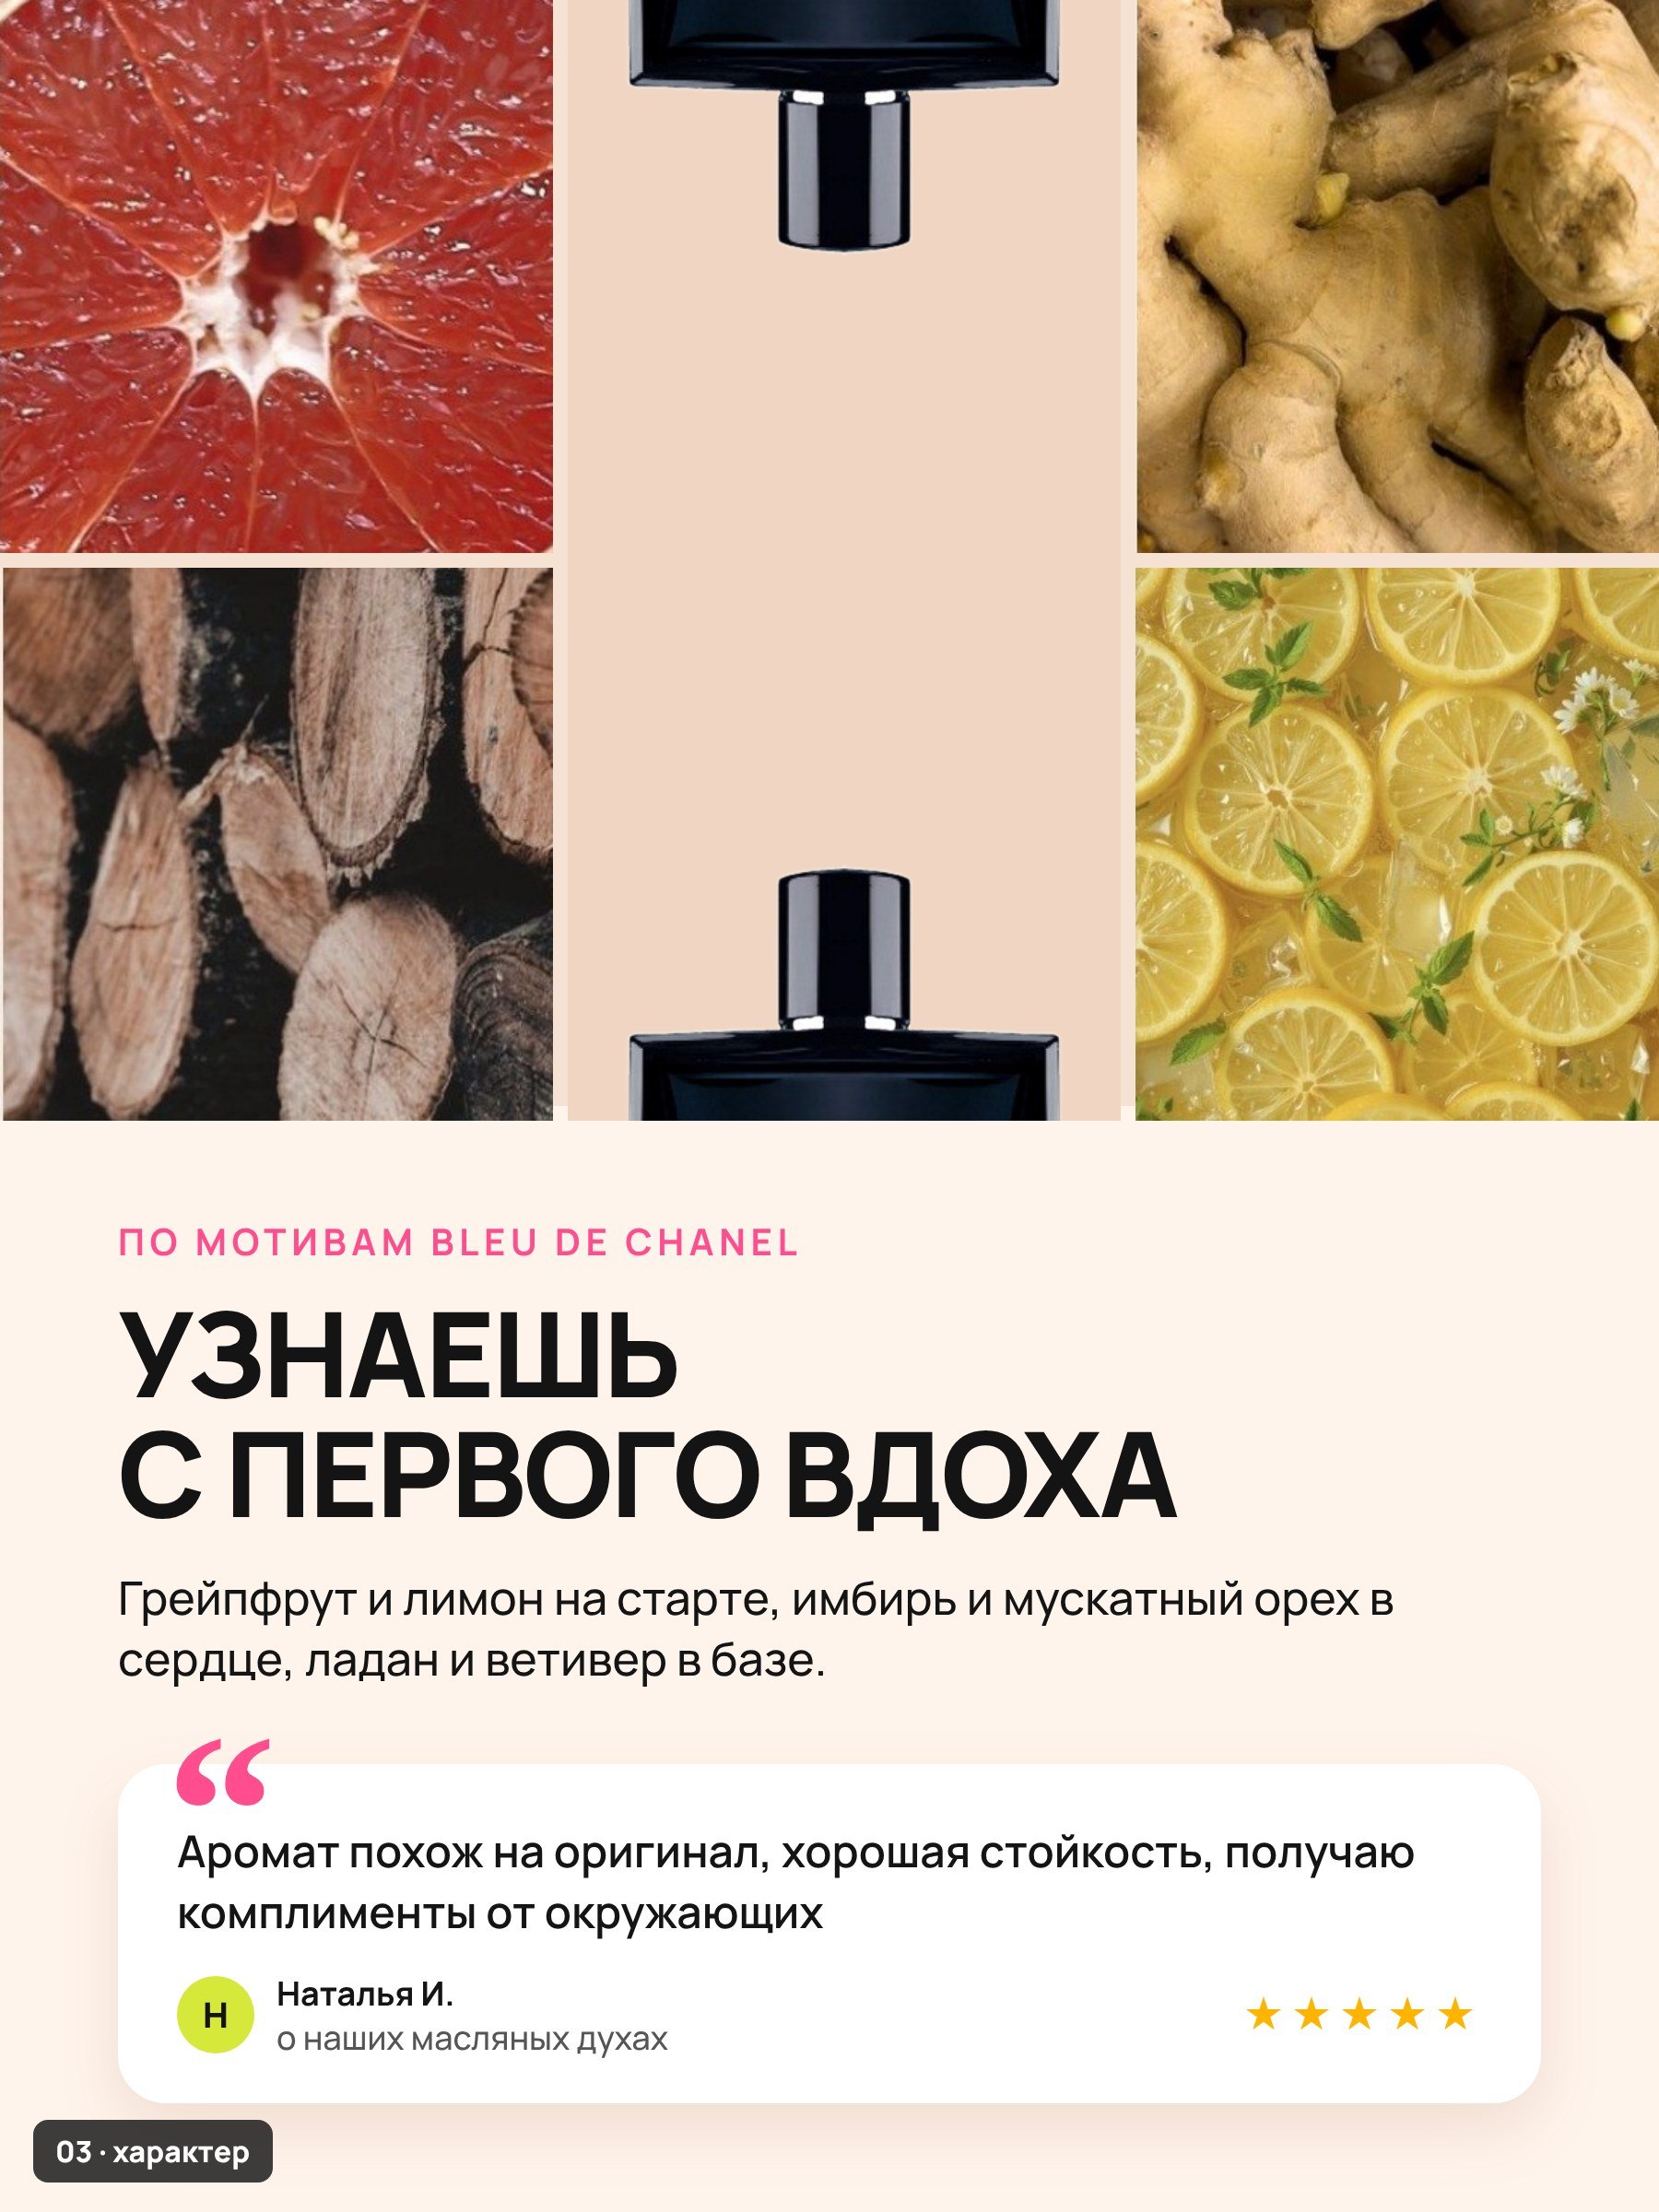 ПО МОТИВАМ BLEU DE CHANEL
УЗНАЕШЬ
С ПЕРВОГО ВДОХА
Грейпфрут и лимон на старте, имбирь и мускатный орех в
сердце, ладан и ветивер в базе.
“
Аромат похож на оригинал, хорошая стойкость, получаю
комплименты от окружающих
Н
Наталья И.
о наших масляных духах
★★★★★
03 · характер